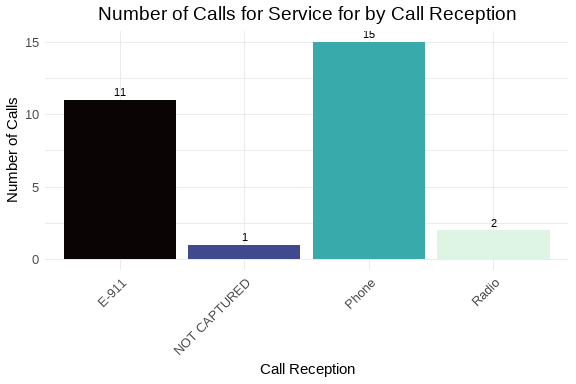 Number of Calls for Service for by Call Reception
Number of Calls
15
10
5
0
11
1
15
2
E-911
NOT CAPTURED
Phone
Radio
Call Reception